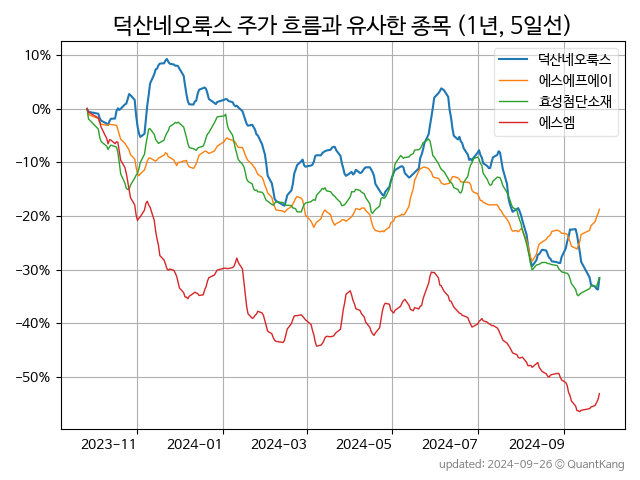 덕산네오룩스 주가 흐름과 유사한 종목 (1년, 5일선)
덕산네오룩스
에스에프에이
효성첨단소재
에스엠
10%
0%
−10%
−20%
−30%
−40%
−50%
2023-11
2024-01
2024-03
2024-05
2024-07
2024-09
updated: 2024-09-26 © QuantKang